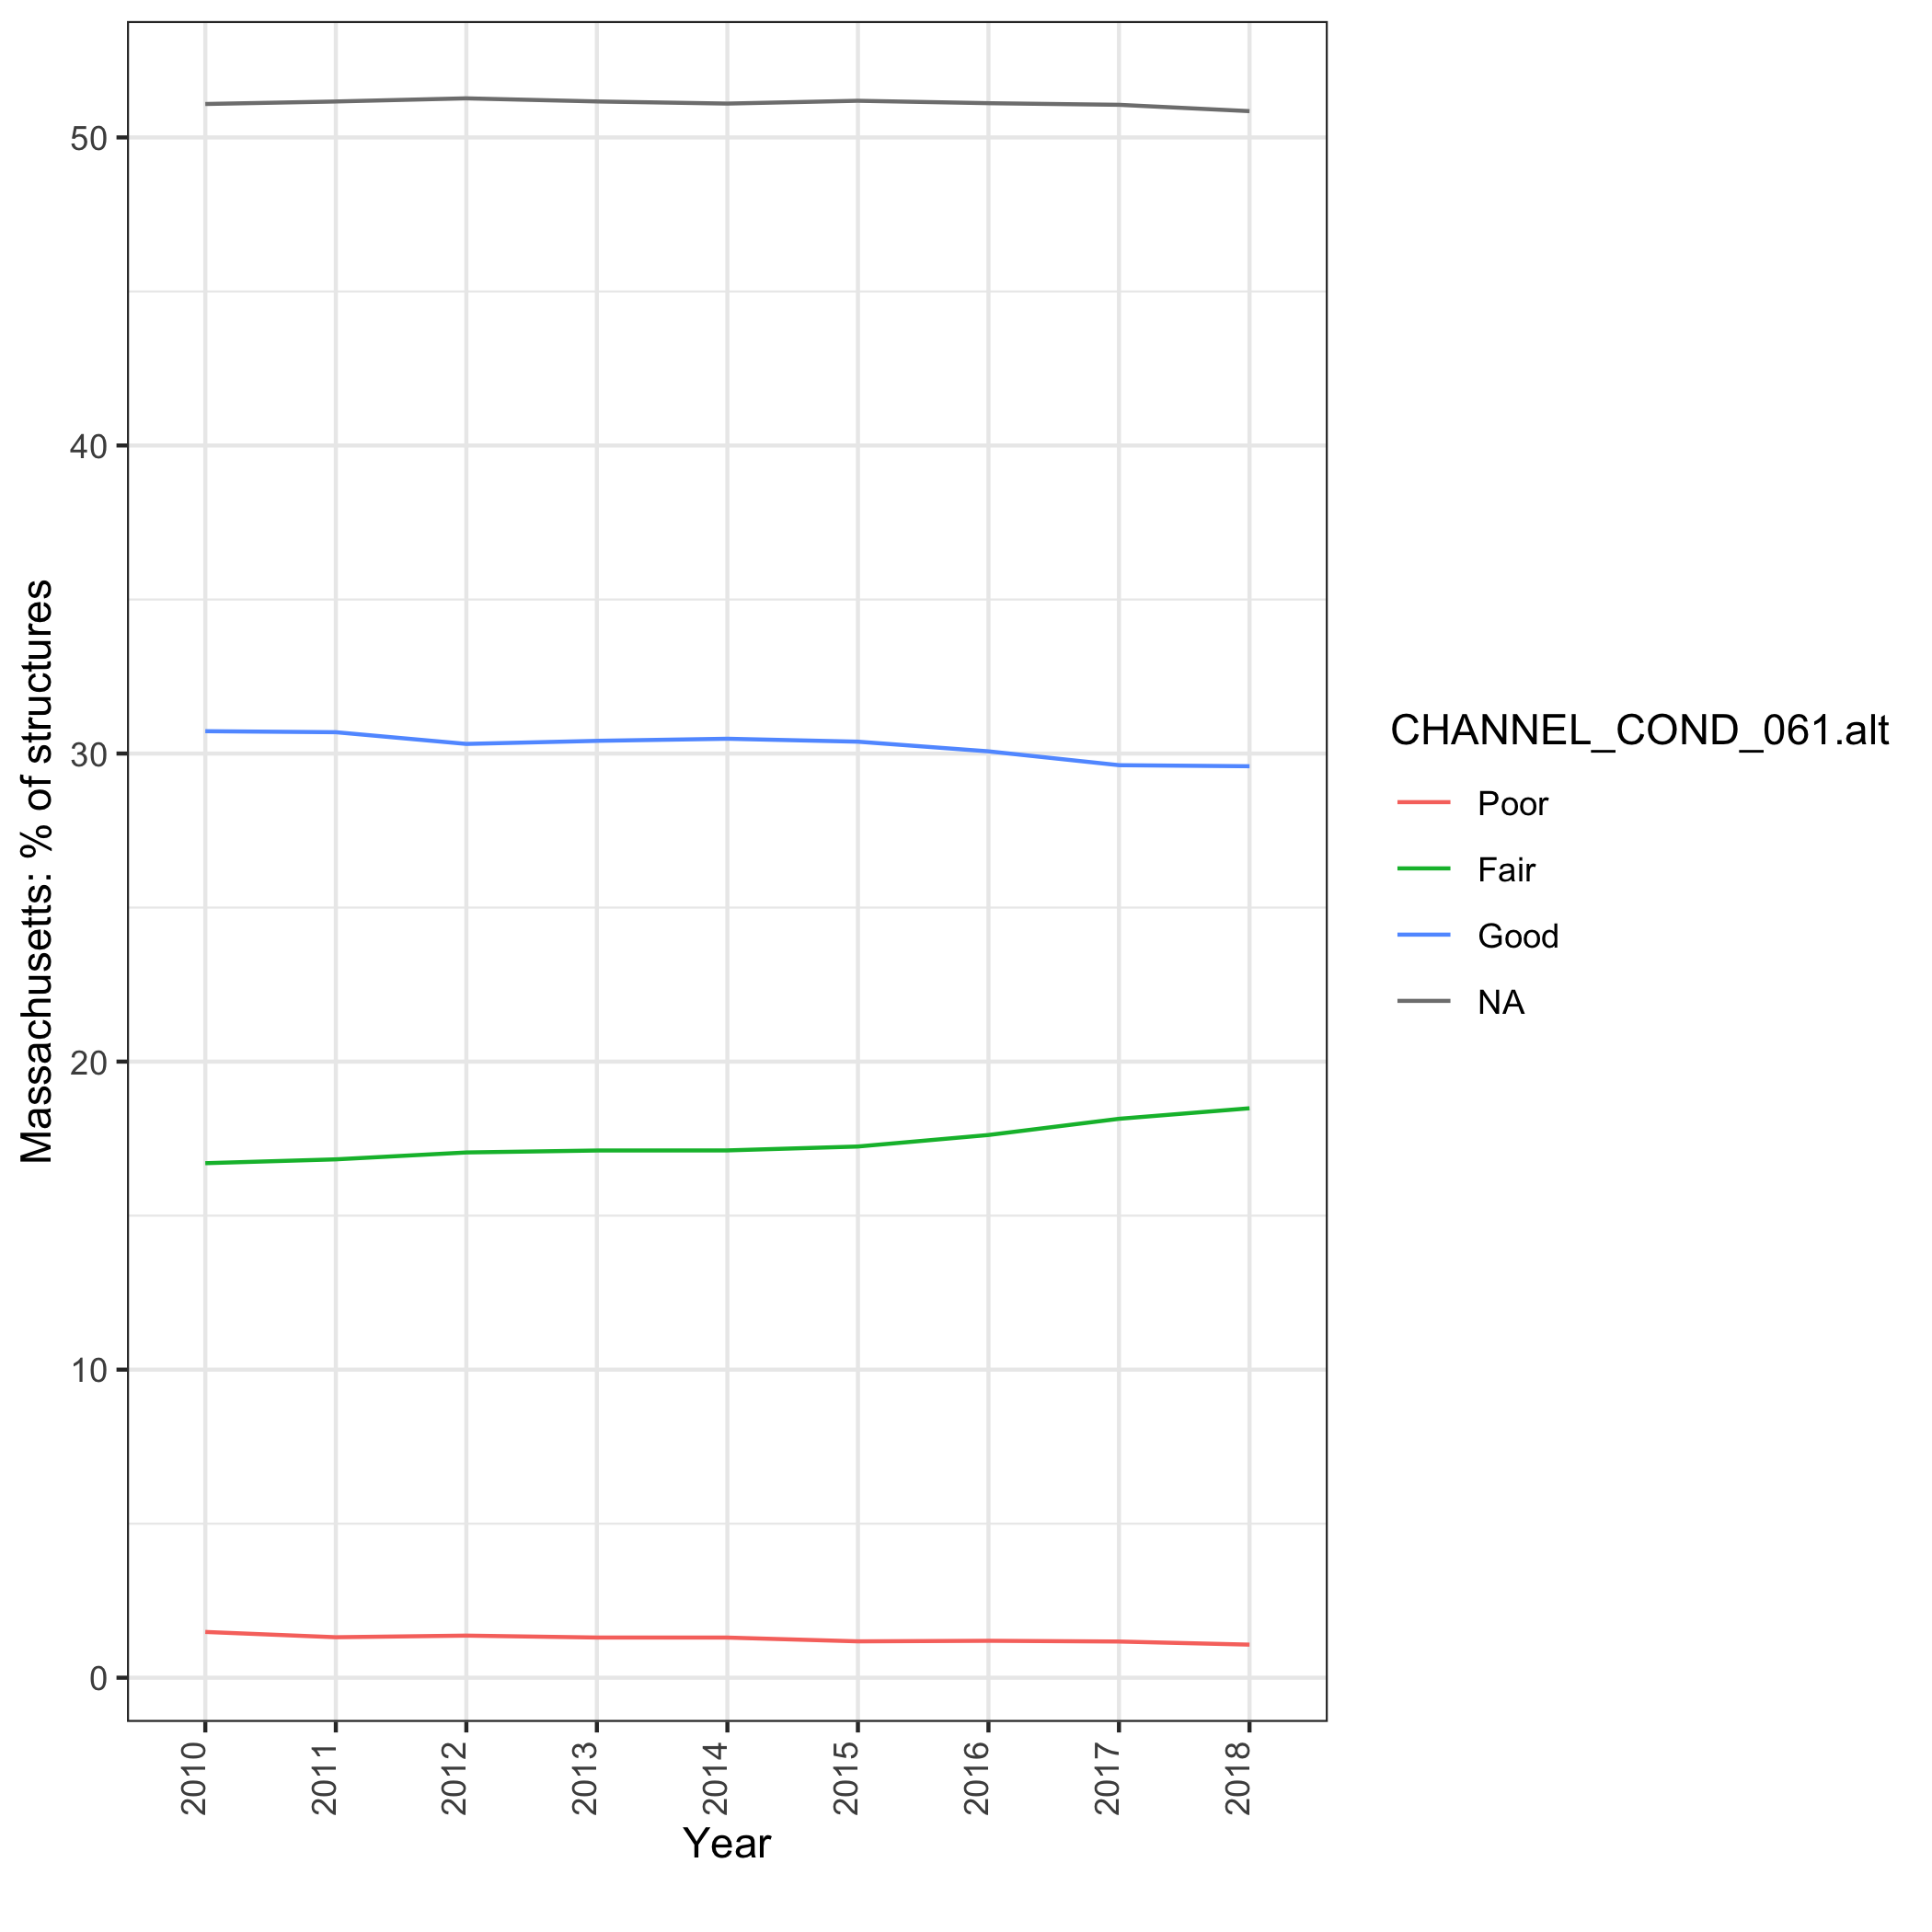 Massachusetts: % of structures
50
40
30
20
10
0
2010
2011
2012
2013
2014
2015
2016
2017
2018
Year
CHANNEL_COND_061.alt
Poor
Fair
Good
NA